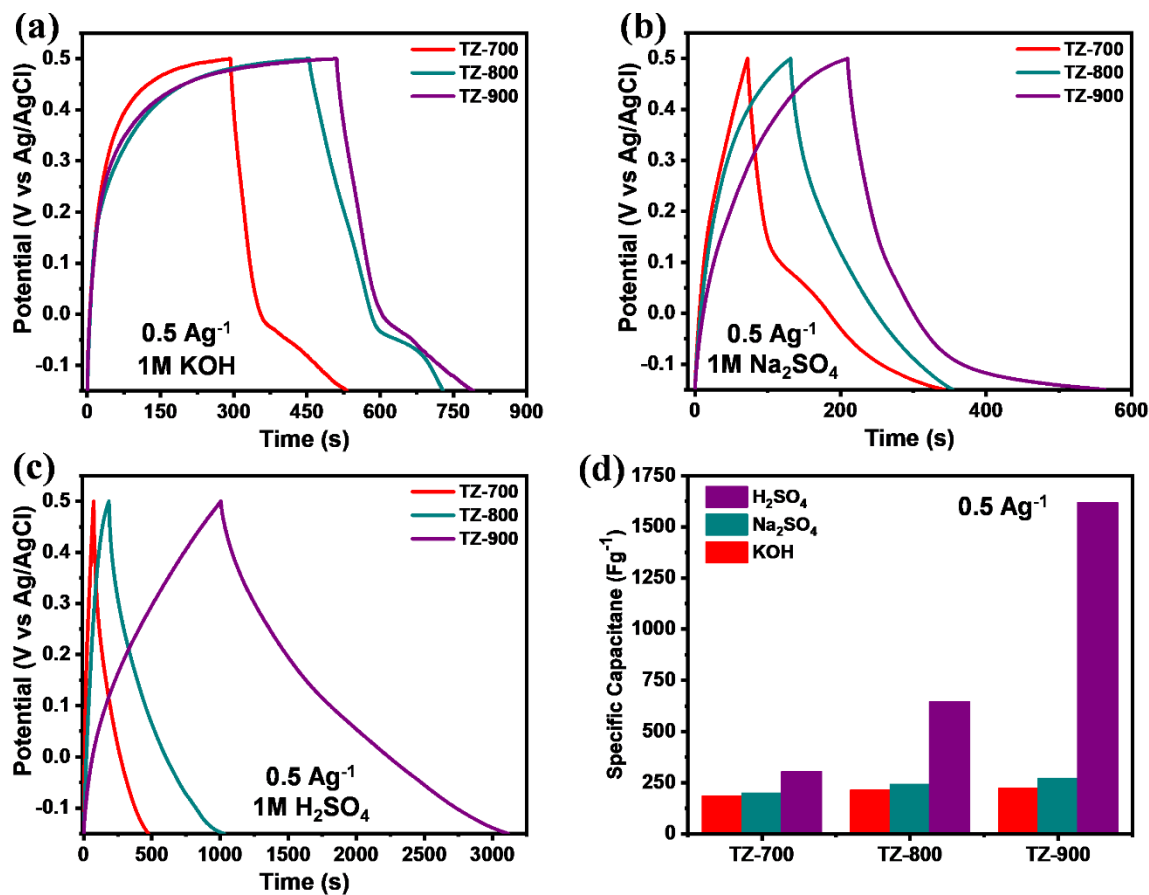 (a)
TZ-700
TZ-800
TZ-900
0.5
0.4
0.3
0.2
0.1
0.0
-0.1
Potential (V vs Ag/AgCl)
0.5 Ag⁻¹
1M KOH
0 150 300 450 600 750 900
Time (s)
(b)
TZ-700
TZ-800
TZ-900
0.5
0.4
0.3
0.2
0.1
0.0
-0.1
Potential (V vs Ag/AgCl)
0.5 Ag⁻¹
1M Na₂SO₄
0 200 400 600
Time (s)
(c)
TZ-700
TZ-800
TZ-900
0.5
0.4
0.3
0.2
0.1
0.0
-0.1
Potential (V vs Ag/AgCl)
0.5 Ag⁻¹
1M H₂SO₄
0 500 1000 1500 2000 2500 3000
Time (s)
(d)
H₂SO₄
Na₂SO₄
KOH
0.5 Ag⁻¹
1750
1500
1250
1000
750
500
250
0
Specific Capacitane (Fg⁻¹)
TZ-700 TZ-800 TZ-900